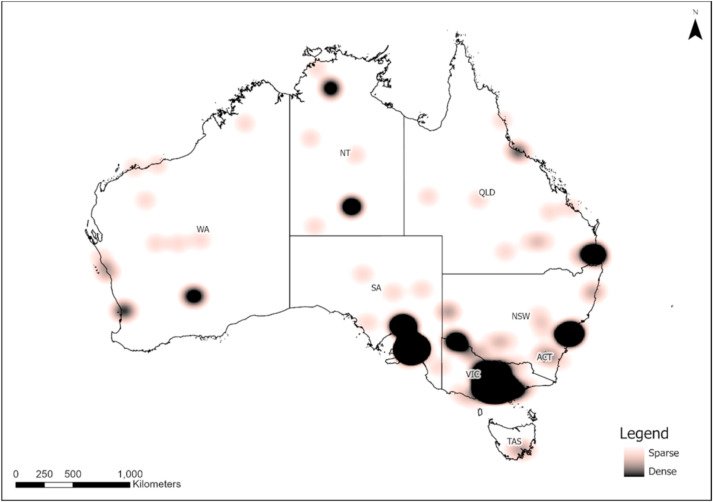 N
NT
QLD
WA
SA
NSW
ACT
VIC
TAS
Legend
Sparse
Dense
0 250 500 1,000
Kilometers